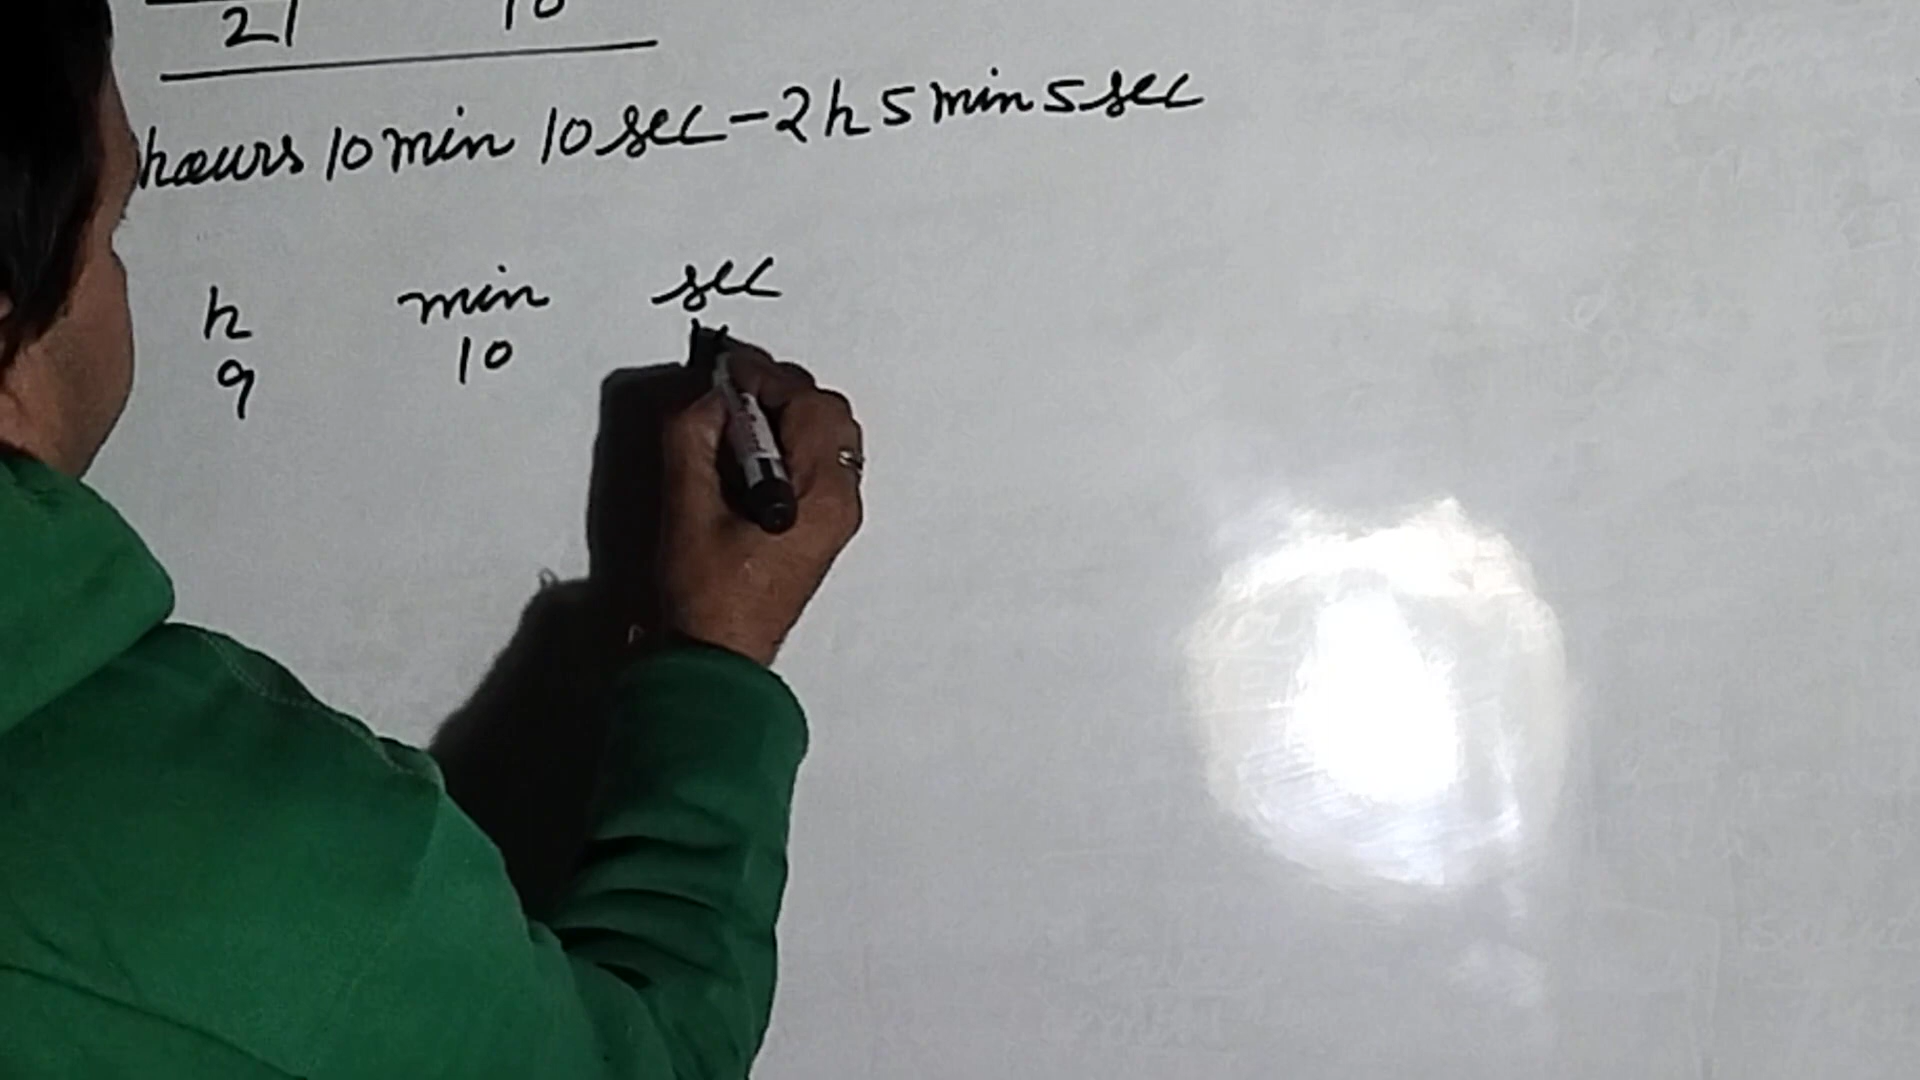 21 10
hours 10 min 10 sec - 2 h 5 min 5 sec
h min sec
9 10